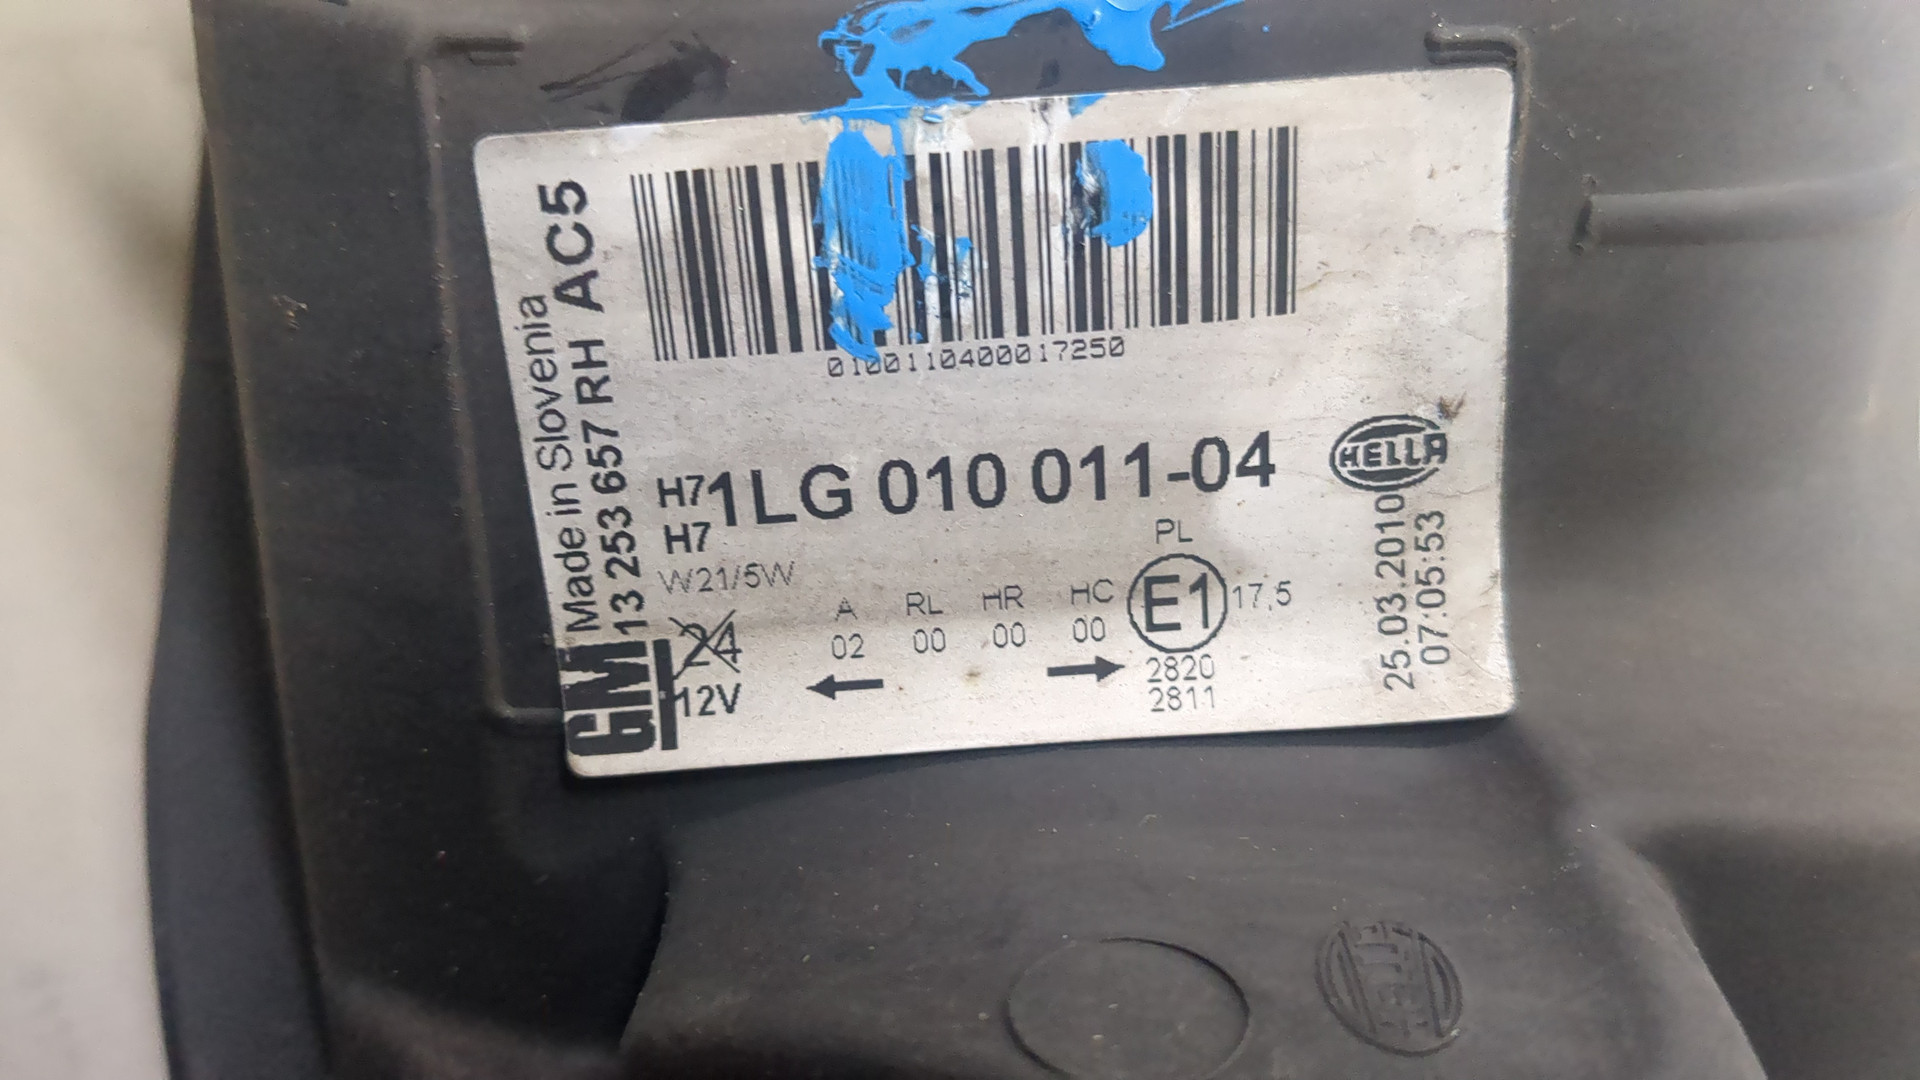 Made in Slovenia
13 253 657 RH AC5
GM
0100110400017250
H7 1LG 010 011-04
H7
W21/5W
24
12V
A RL HR HC
02 00 00 00
PL
E1 17,5
2820
2811
HELLA
25.03.2010
07:05:53
HELLA